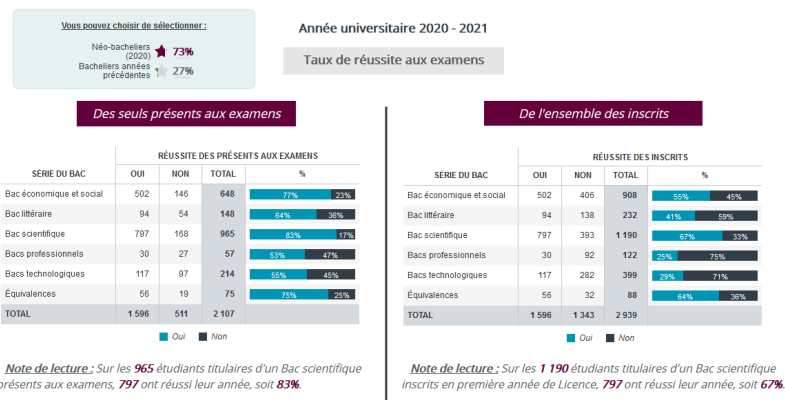 Vous pouvez choisir de sélectionner :
Néo-bacheliers
(2020)
73%
Bacheliers années
précédentes
27%
Année universitaire 2020 - 2021
Taux de réussite aux examens
Des seuls présents aux examens
RÉUSSITE DES PRÉSENTS AUX EXAMENS
SÉRIE DU BAC OUI NON TOTAL %
Bac économique et social 502 146 648 77% 23%
Bac littéraire 94 54 148 64% 36%
Bac scientifique 797 168 965 83% 17%
Bacs professionnels 30 27 57 53% 47%
Bacs technologiques 117 97 214 55% 45%
Équivalences 56 19 75 75% 25%
TOTAL 1 596 511 2 107
Oui Non
Note de lecture : Sur les 965 étudiants titulaires d'un Bac scientifique
présents aux examens, 797 ont réussi leur année, soit 83%.
De l'ensemble des inscrits
RÉUSSITE DES INSCRITS
SÉRIE DU BAC OUI NON TOTAL %
Bac économique et social 502 406 908 55% 45%
Bac littéraire 94 138 232 41% 59%
Bac scientifique 797 393 1 190 67% 33%
Bacs professionnels 30 92 122 25% 75%
Bacs technologiques 117 282 399 29% 71%
Équivalences 56 32 88 64% 36%
TOTAL 1 596 1 343 2 939
Oui Non
Note de lecture : Sur les 1 190 étudiants titulaires d'un Bac scientifique
inscrits en première année de Licence, 797 ont réussi leur année, soit 67%.